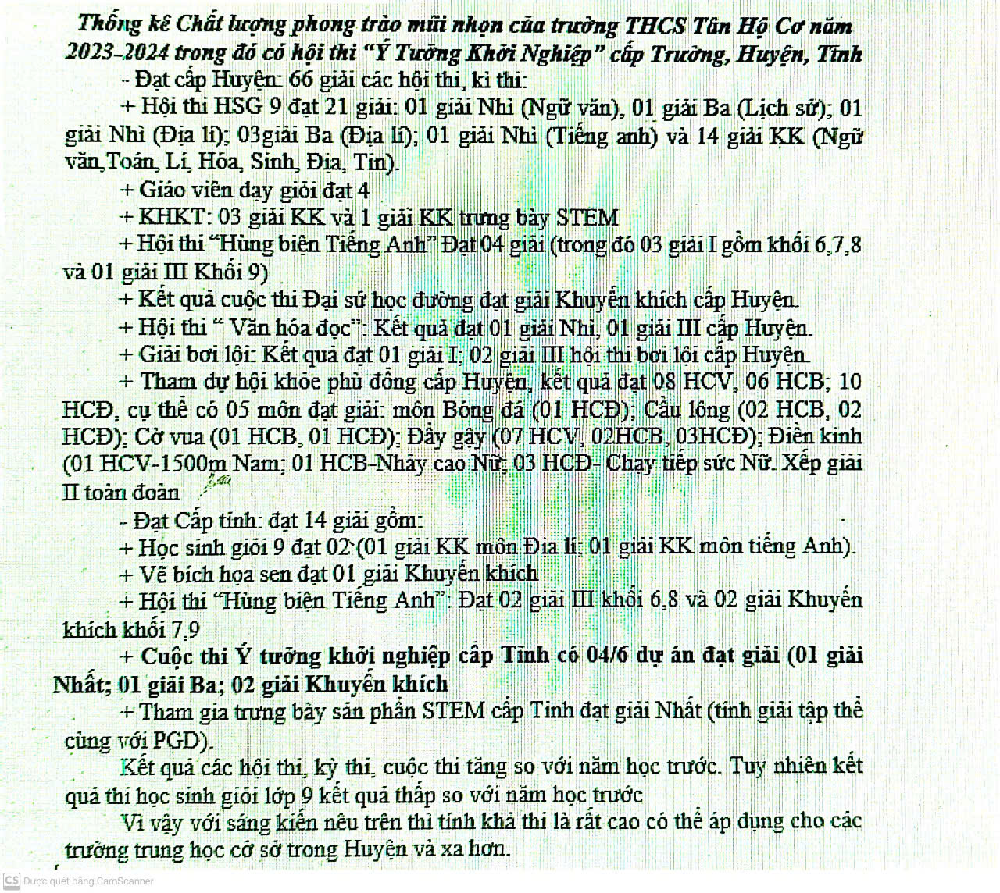 Thống kê Chất lượng phong trào mũi nhọn của trường THCS Tân Hộ Cơ năm
2023-2024 trong đó có hội thi “Ý Tưởng Khởi Nghiệp” cấp Trường, Huyện, Tỉnh
- Đạt cấp Huyện: 66 giải các hội thi, kì thi:
+ Hội thi HSG 9 đạt 21 giải: 01 giải Nhì (Ngữ văn), 01 giải Ba (Lịch sử); 01
giải Nhì (Địa lí); 03giải Ba (Địa lí); 01 giải Nhì (Tiếng anh) và 14 giải KK (Ngữ
văn,Toán, Lí, Hóa, Sinh, Địa, Tin).
+ Giáo viên dạy giỏi đạt 4
+ KHKT: 03 giải KK và 1 giải KK trưng bày STEM
+ Hội thi “Hùng biện Tiếng Anh” Đạt 04 giải (trong đó 03 giải I gồm khối 6,7,8
và 01 giải III Khối 9)
+ Kết quả cuộc thi Đại sứ học đường đạt giải Khuyến khích cấp Huyện.
+ Hội thi “ Văn hóa đọc”: Kết quả đạt 01 giải Nhì, 01 giải III cấp Huyện.
+ Giải bơi lội: Kết quả đạt 01 giải I; 02 giải III hội thi bơi lội cấp Huyện.
+ Tham dự hội khỏe phù đổng cấp Huyện, kết quả đạt 08 HCV, 06 HCB; 10
HCĐ, cụ thể có 05 môn đạt giải: môn Bóng đá (01 HCĐ); Cầu lông (02 HCB, 02
HCĐ); Cờ vua (01 HCB, 01 HCĐ); Đẩy gậy (07 HCV, 02HCB, 03HCĐ); Điền kinh
(01 HCV-1500m Nam; 01 HCB-Nhảy cao Nữ; 03 HCĐ- Chạy tiếp sức Nữ. Xếp giải
II toàn đoàn
- Đạt Cấp tỉnh: đạt 14 giải gồm:
+ Học sinh giỏi 9 đạt 02 (01 giải KK môn Địa lí; 01 giải KK môn tiếng Anh).
+ Vẽ bích họa sen đạt 01 giải Khuyến khích
+ Hội thi “Hùng biện Tiếng Anh”: Đạt 02 giải III khối 6,8 và 02 giải Khuyến
khích khối 7,9
+ Cuộc thi Ý tưởng khởi nghiệp cấp Tỉnh có 04/6 dự án đạt giải (01 giải
Nhất; 01 giải Ba; 02 giải Khuyến khích
+ Tham gia trưng bày sản phẩn STEM cấp Tỉnh đạt giải Nhất (tính giải tập thể
cùng với PGD).
Kết quả các hội thi, kỳ thi, cuộc thi tăng so với năm học trước. Tuy nhiên kết
quả thi học sinh giỏi lớp 9 kết quả thấp so với năm học trước
Vì vậy với sáng kiến nêu trên thì tính khả thi là rất cao có thể áp dụng cho các
trường trung học cở sở trong Huyện và xa hơn.
CS Được quét bằng CamScanner